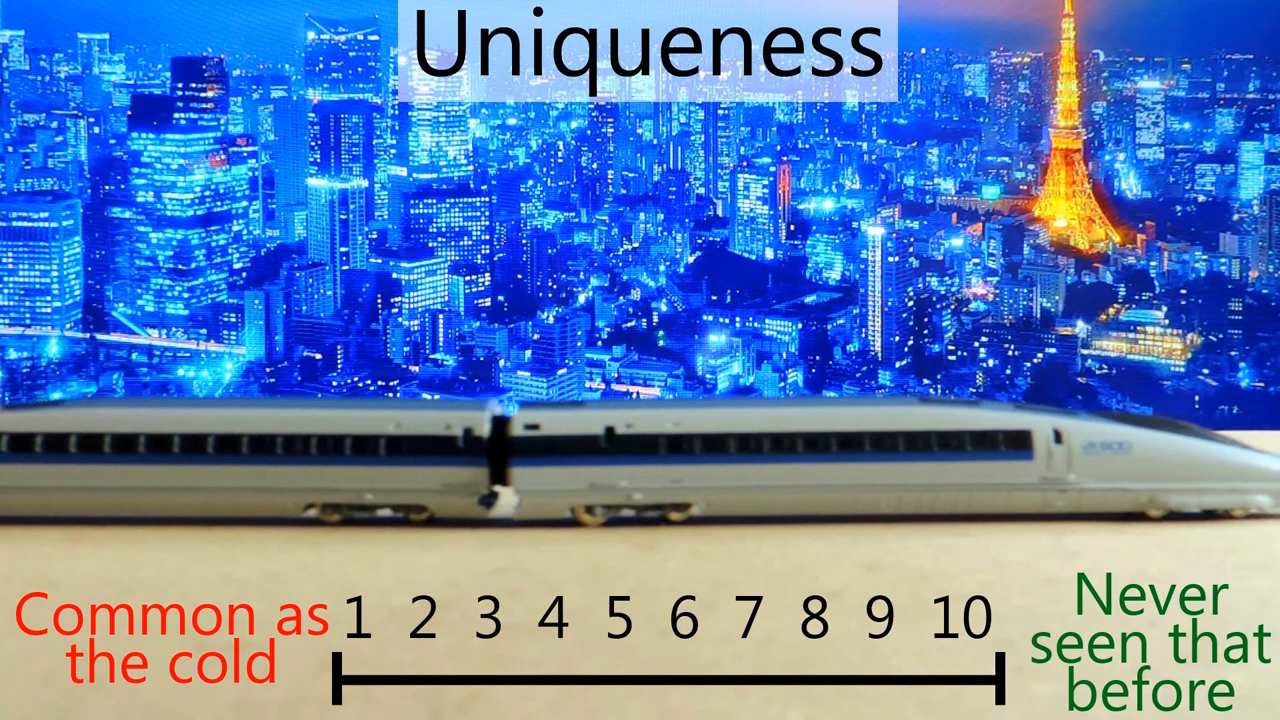 Uniqueness
Common as
the cold
1 2 3 4 5 6 7 8 9 10
Never
seen that
before